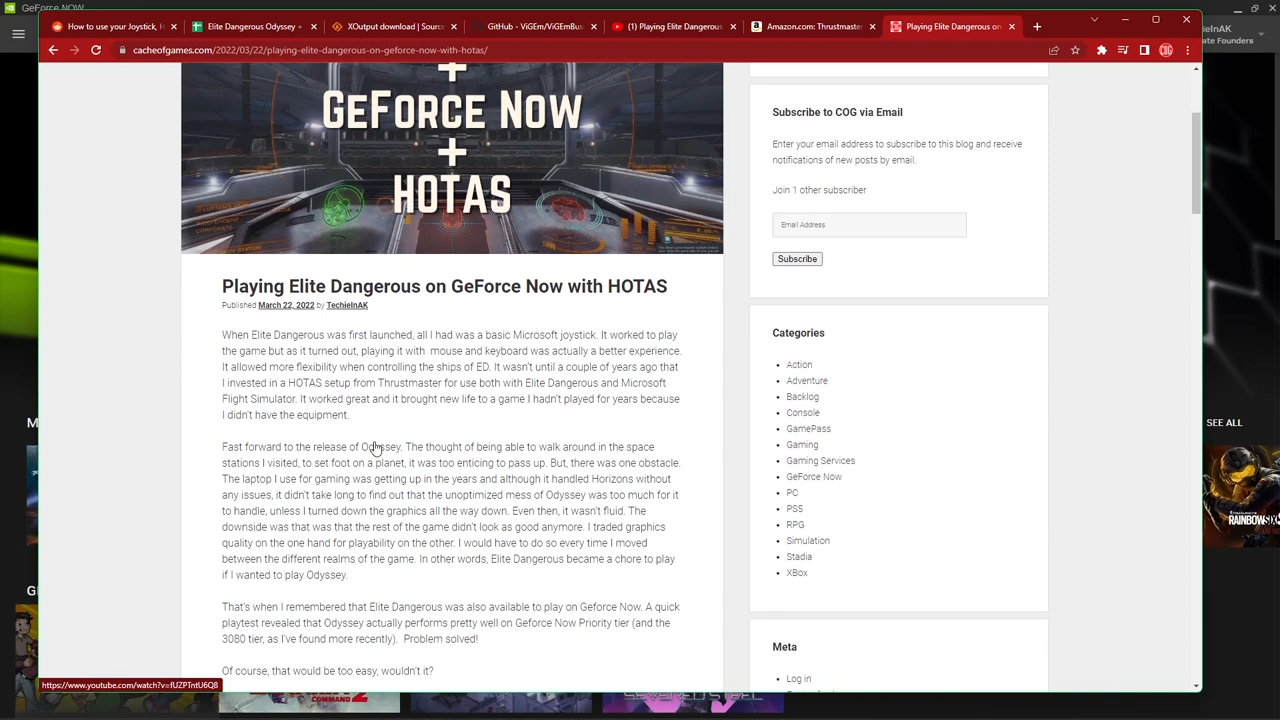 GeForce NOW
How to use your Joystick, H
Elite Dangerous Odyssey +
XOutput download | Source
GitHub - ViGEm/ViGEmBus:
(1) Playing Elite Dangerous
Amazon.com: Thrustmaster
Playing Elite Dangerous on
cacheofgames.com/2022/03/22/playing-elite-dangerous-on-geforce-now-with-hotas/
COG
ate Founders
+
GEFORCE NOW
+
HOTAS
Playing Elite Dangerous on GeForce Now with HOTAS
Published March 22, 2022 by TechieInAK
When Elite Dangerous was first launched, all I had was a basic Microsoft joystick. It worked to play
the game but as it turned out, playing it with mouse and keyboard was actually a better experience.
It allowed more flexibility when controlling the ships of ED. It wasn't until a couple of years ago that
I invested in a HOTAS setup from Thrustmaster for use both with Elite Dangerous and Microsoft
Flight Simulator. It worked great and it brought new life to a game I hadn't played for years because
I didn't have the equipment.
Fast forward to the release of Odyssey. The thought of being able to walk around in the space
stations I visited, to set foot on a planet, it was too enticing to pass up. But, there was one obstacle.
The laptop I use for gaming was getting up in the years and although it handled Horizons without
any issues, it didn't take long to find out that the unoptimized mess of Odyssey was too much for it
to handle, unless I turned down the graphics all the way down. Even then, it wasn't fluid. The
downside was that was that the rest of the game didn't look as good anymore. I traded graphics
quality on the one hand for playability on the other. I would have to do so every time I moved
between the different realms of the game. In other words, Elite Dangerous became a chore to play
if I wanted to play Odyssey.
That's when I remembered that Elite Dangerous was also available to play on Geforce Now. A quick
playtest revealed that Odyssey actually performs pretty well on Geforce Now Priority tier (and the
3080 tier, as I've found more recently). Problem solved!
Of course, that would be too easy, wouldn't it?
Subscribe to COG via Email
Enter your email address to subscribe to this blog and receive
notifications of new posts by email.
Join 1 other subscriber
Email Address
Subscribe
Categories
Action
Adventure
Backlog
Console
GamePass
Gaming
Gaming Services
GeForce Now
PC
PS5
RPG
Simulation
Stadia
XBox
Meta
Log in
SEE ALL
RAINBOW SIX
https://www.youtube.com/watch?v=fUZPTntU6Q8
COMMAND 2
SEVERED STEEL